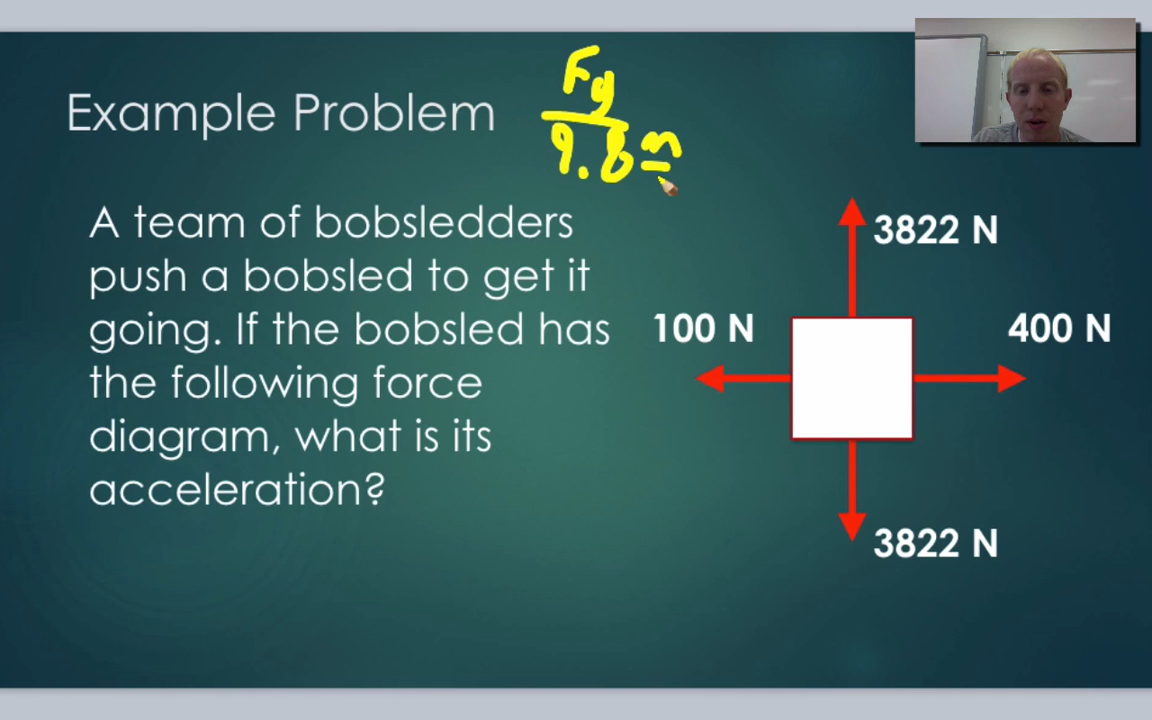 Example Problem
Fg
9.8 m
A team of bobsledders
push a bobsled to get it
going. If the bobsled has
the following force
diagram, what is its
acceleration?
3822 N
100 N
400 N
3822 N